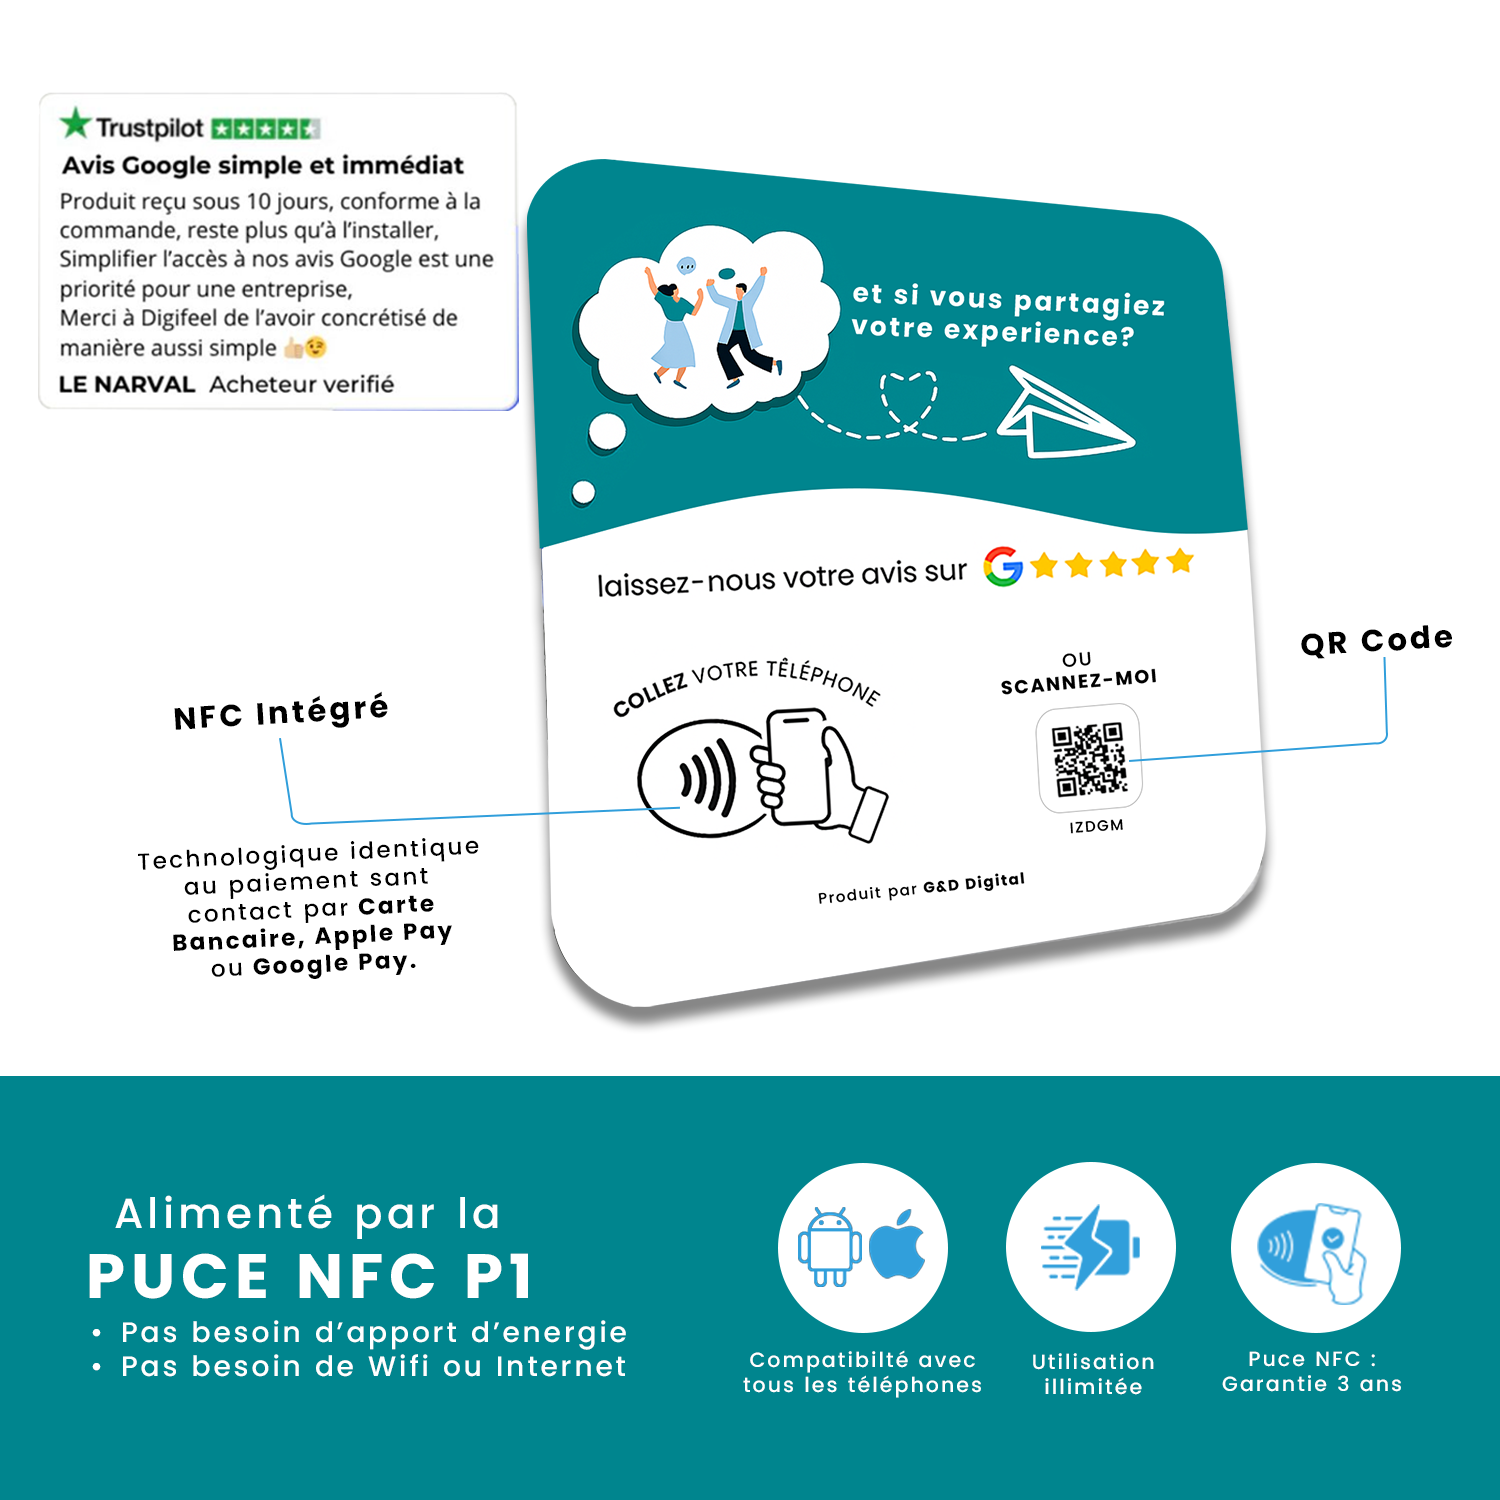 Trustpilot
Avis Google simple et immédiat
Produit reçu sous 10 jours, conforme à la
commande, reste plus qu'à l'installer,
Simplifier l'accès à nos avis Google est une
priorité pour une entreprise,
Merci à Digifeel de l'avoir concrétisé de
manière aussi simple 👍😉
LE NARVAL Acheteur verifié
et si vous partagiez
votre experience?
laissez-nous votre avis sur G
COLLEZ VOTRE TÊLÉPHONE
OU
SCANNEZ-MOI
IZDGM
Produit par G&D Digital
QR Code
NFC Intégré
Technologique identique
au paiement sant
contact par Carte
Bancaire, Apple Pay
ou Google Pay.
Alimenté par la
PUCE NFC P1
• Pas besoin d'apport d'energie
• Pas besoin de Wifi ou Internet
Compatibilté avec
tous les téléphones
Utilisation
illimitée
Puce NFC :
Garantie 3 ans